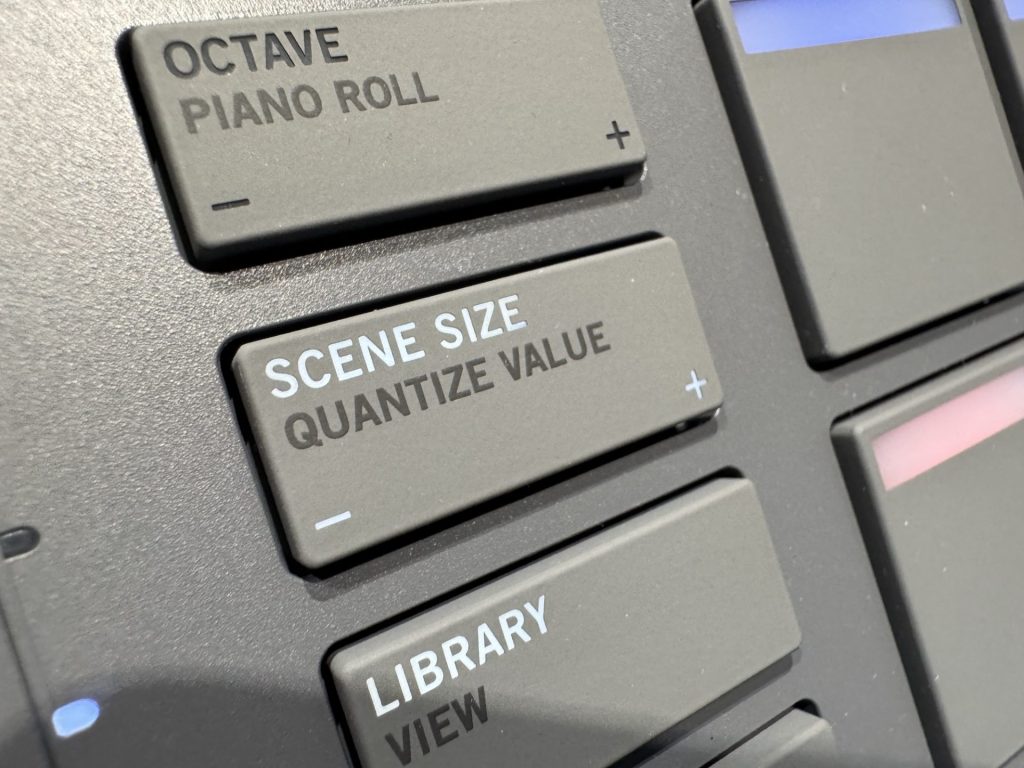 OCTAVE
PIANO ROLL
- +
SCENE SIZE
QUANTIZE VALUE
- +
LIBRARY
VIEW